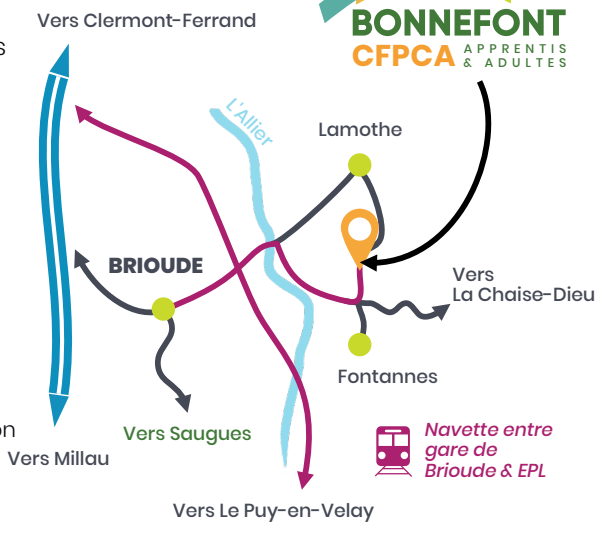 Vers Clermont-Ferrand
BONNEFONT
CFPCA APPRENTIS
& ADULTES
s
L'Allier
Lamothe
BRIOUDE
Vers
La Chaise-Dieu
Fontannes
on
Vers Millau
Vers Saugues
Navette entre
gare de
Brioude & EPL
Vers Le Puy-en-Velay